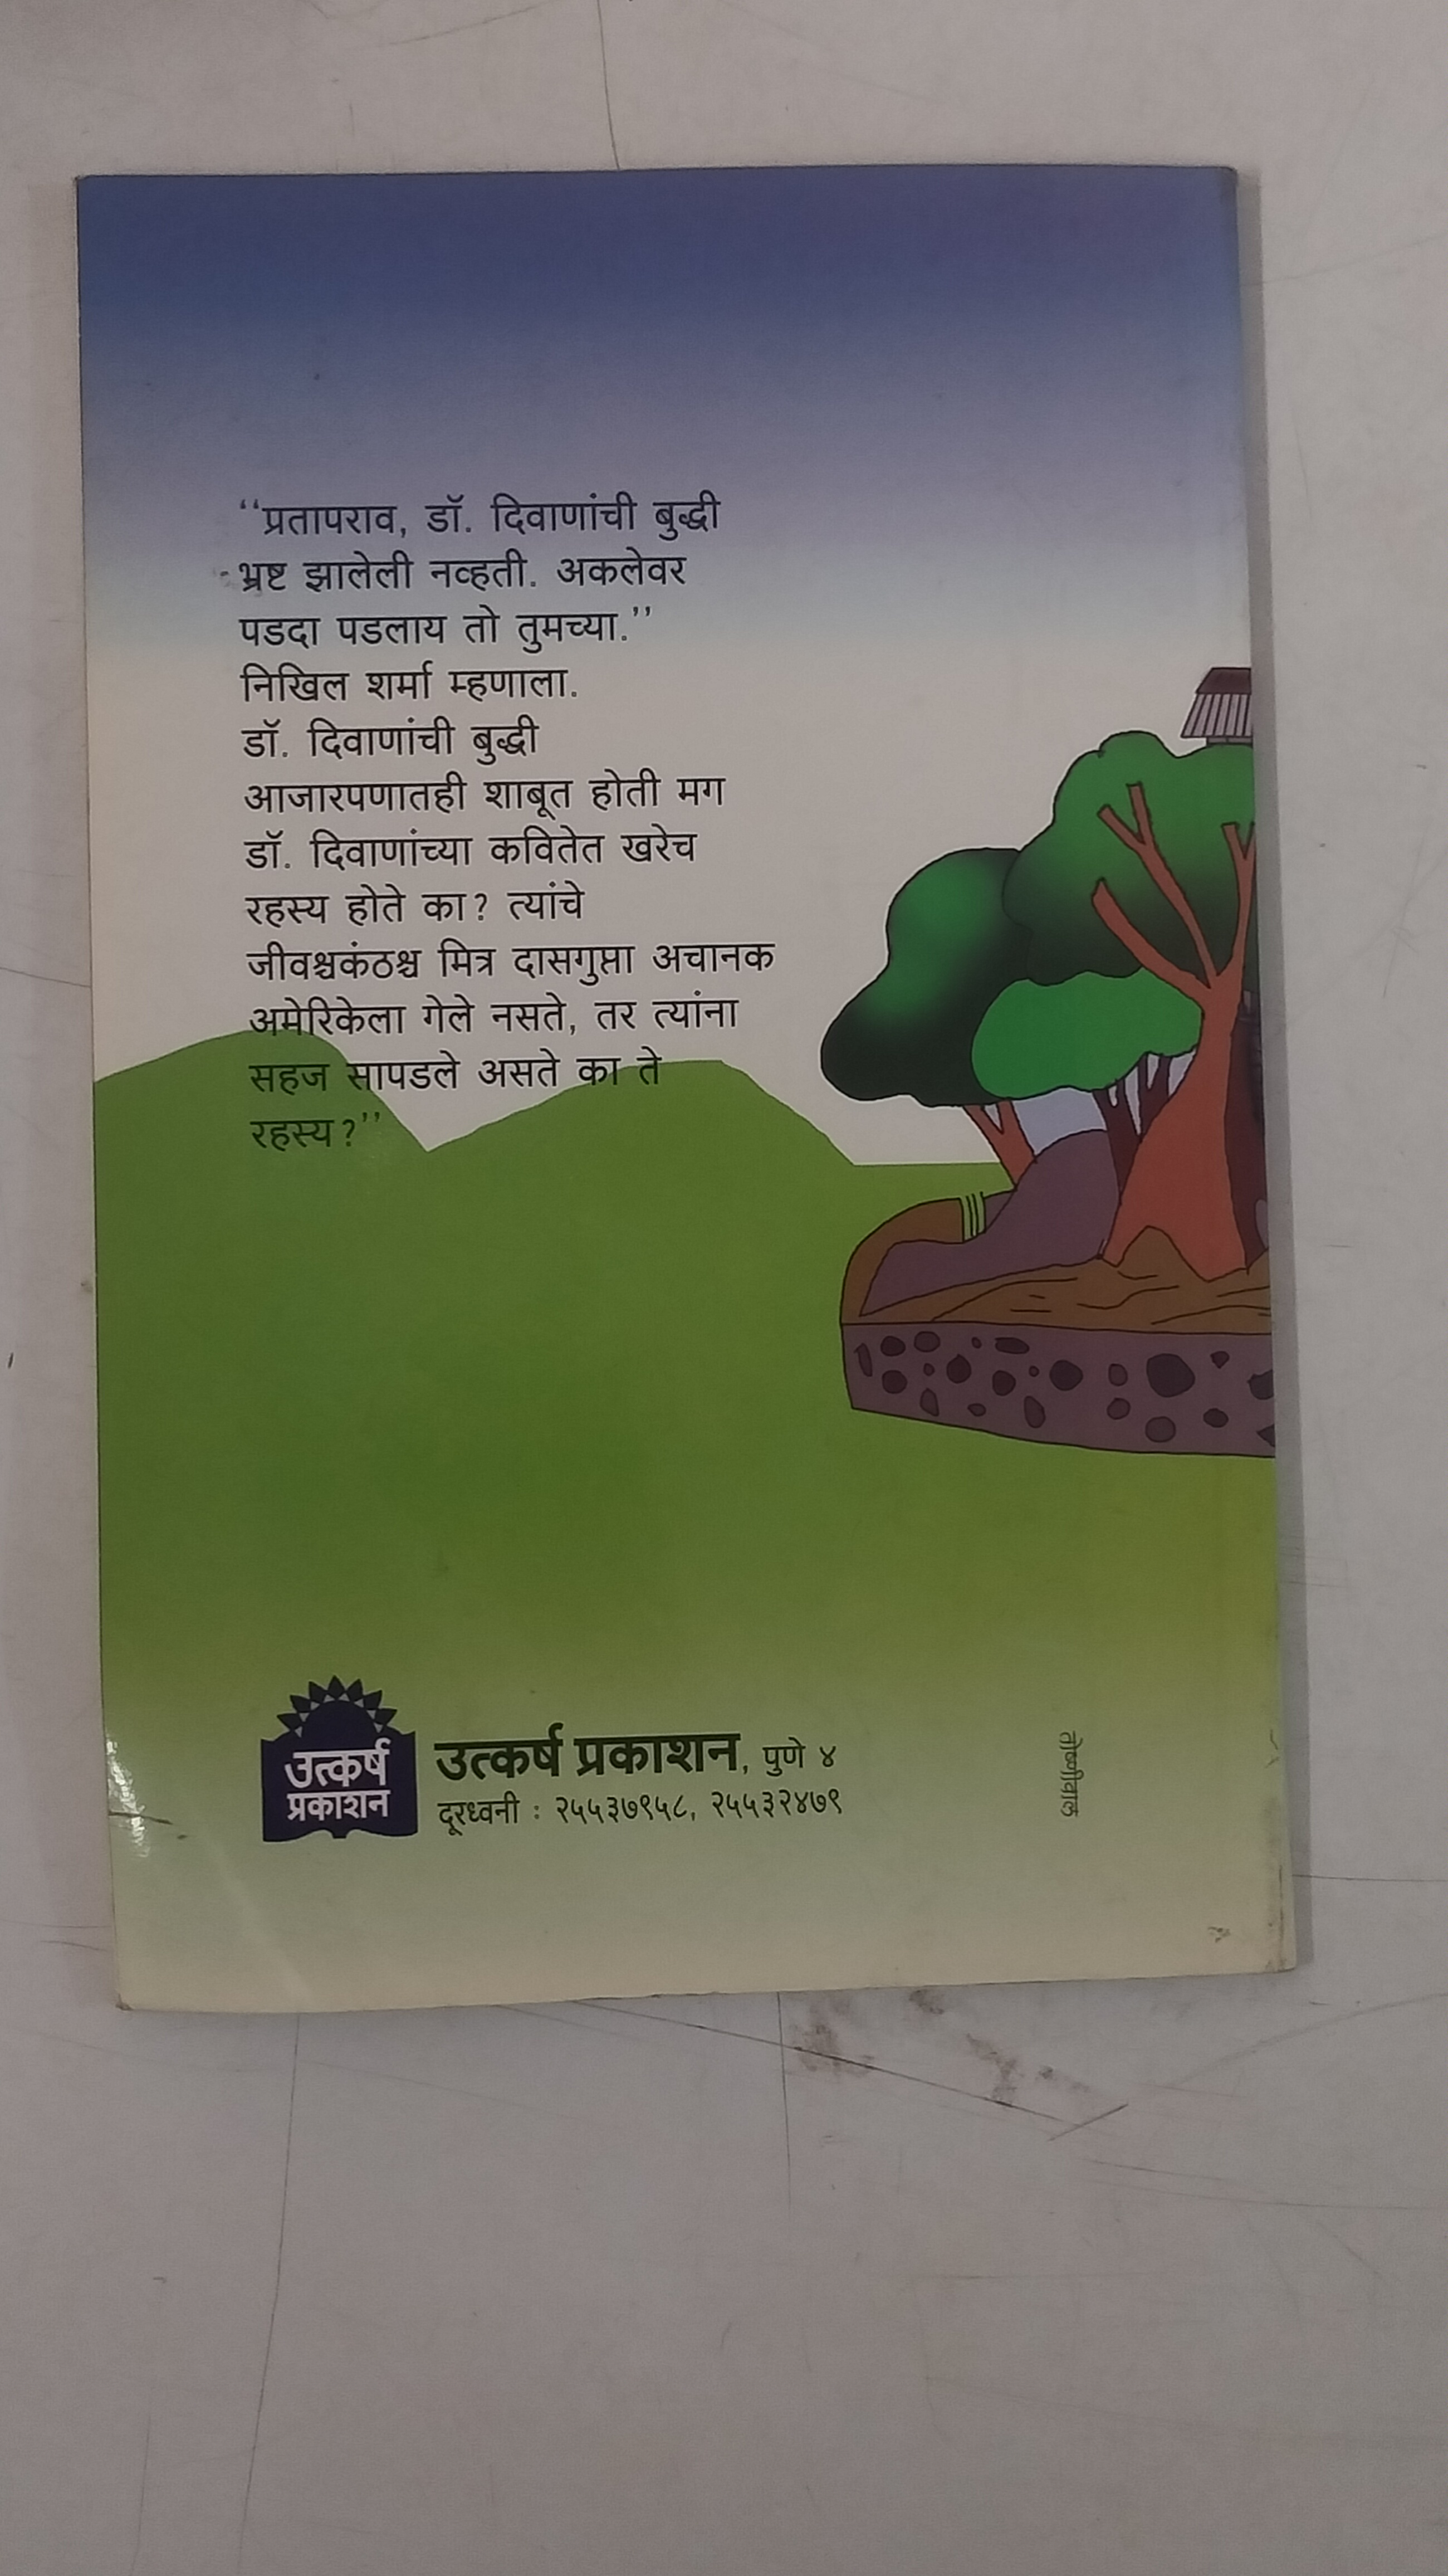 ‘‘प्रतापराव, डॉ. दिवाणांची बुद्धी
भ्रष्ट झालेली नव्हती. अकलेवर
पडदा पडलाय तो तुमच्या.’’
निखिल शर्मा म्हणाला.
डॉ. दिवाणांची बुद्धी
आजारपणातही शाबूत होती मग
डॉ. दिवाणांच्या कवितेत खरेच
रहस्य होते का? त्यांचे
जीवश्चकंठश्च मित्र दासगुप्ता अचानक
अमेरिकेला गेले नसते, तर त्यांना
सहज सापडले असते का ते
रहस्य?’’
उत्कर्ष
प्रकाशन
उत्कर्ष प्रकाशन, पुणे ४
दूरध्वनी : २५५३७९५८, २५५३२४७९
तोष्णीवाल